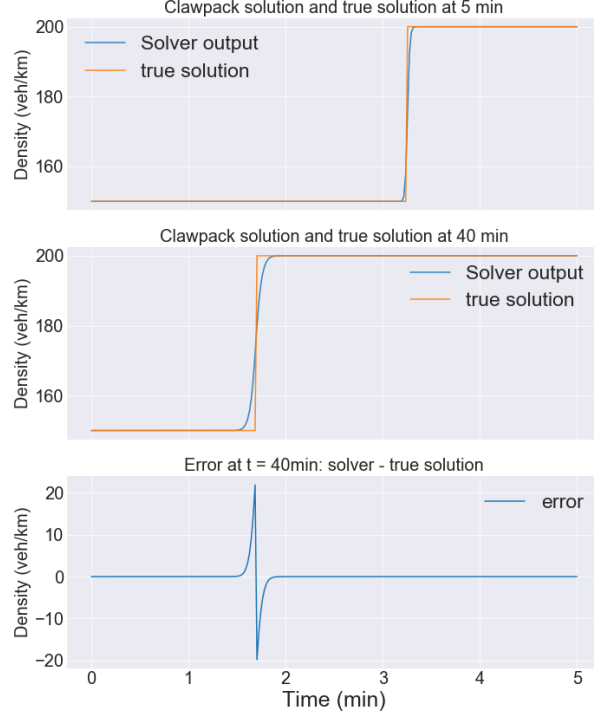 Clawpack solution and true solution at 5 min
200
180
160
Density (veh/km)
Solver output
true solution
Clawpack solution and true solution at 40 min
200
180
160
Density (veh/km)
Solver output
true solution
Error at t = 40min: solver - true solution
20
10
0
−10
−20
Density (veh/km)
error
0 1 2 3 4 5
Time (min)